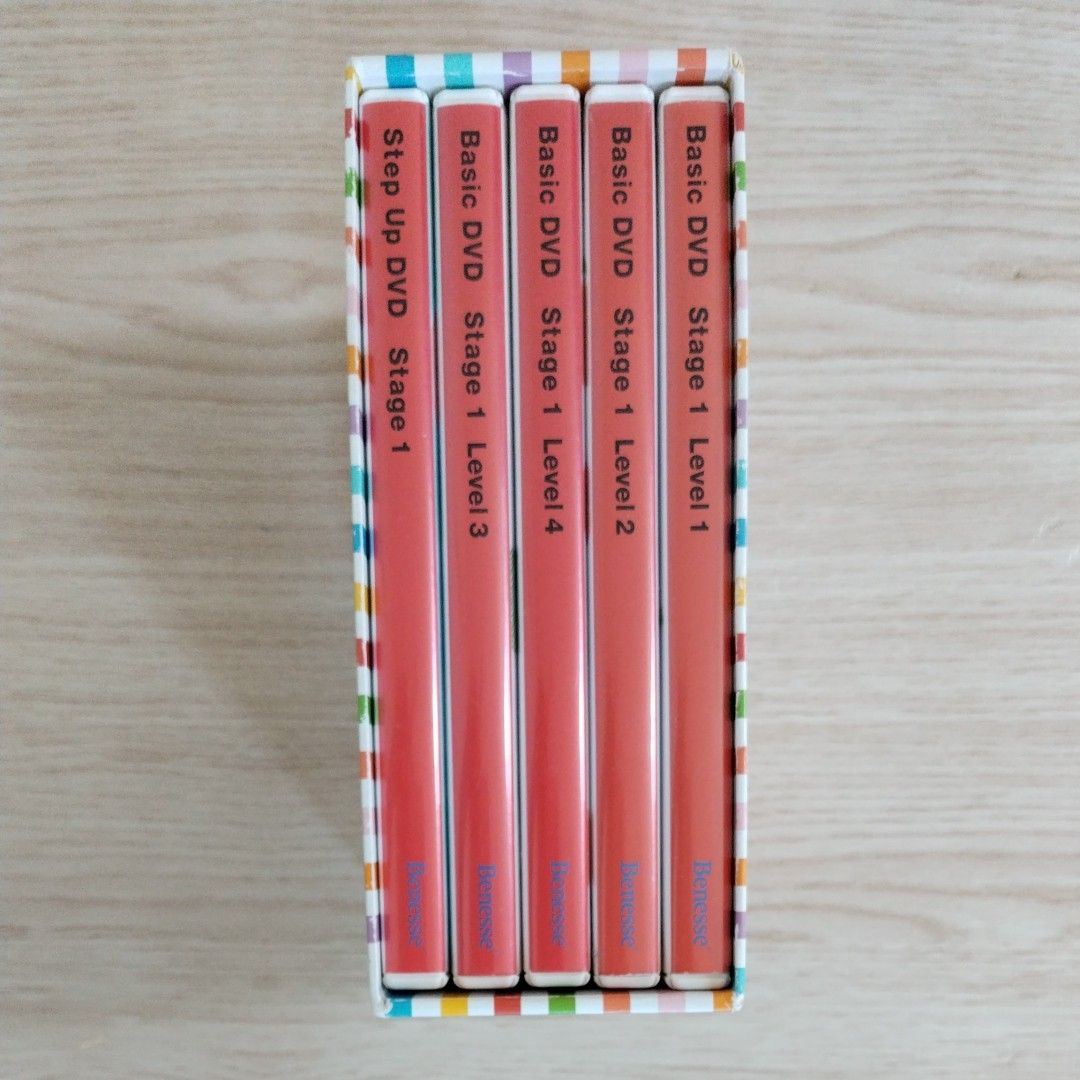 Step Up DVD Stage 1
Benesse
Basic DVD Stage 1 Level 3
Benesse
Basic DVD Stage 1 Level 4
Benesse
Basic DVD Stage 1 Level 2
Benesse
Basic DVD Stage 1 Level 1
Benesse